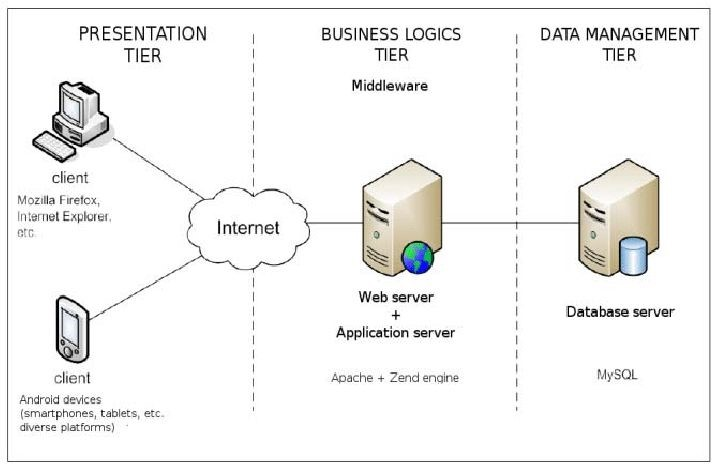 PRESENTATION
TIER
BUSINESS LOGICS
TIER
Middleware
DATA MANAGEMENT
TIER
client
Mozilla Firefox,
Internet Explorer,
etc.
Internet
Web server
+
Application server
Apache + Zend engine
Database server
MySQL
client
Android devices
(smartphones, tablets, etc.
diverse platforms)